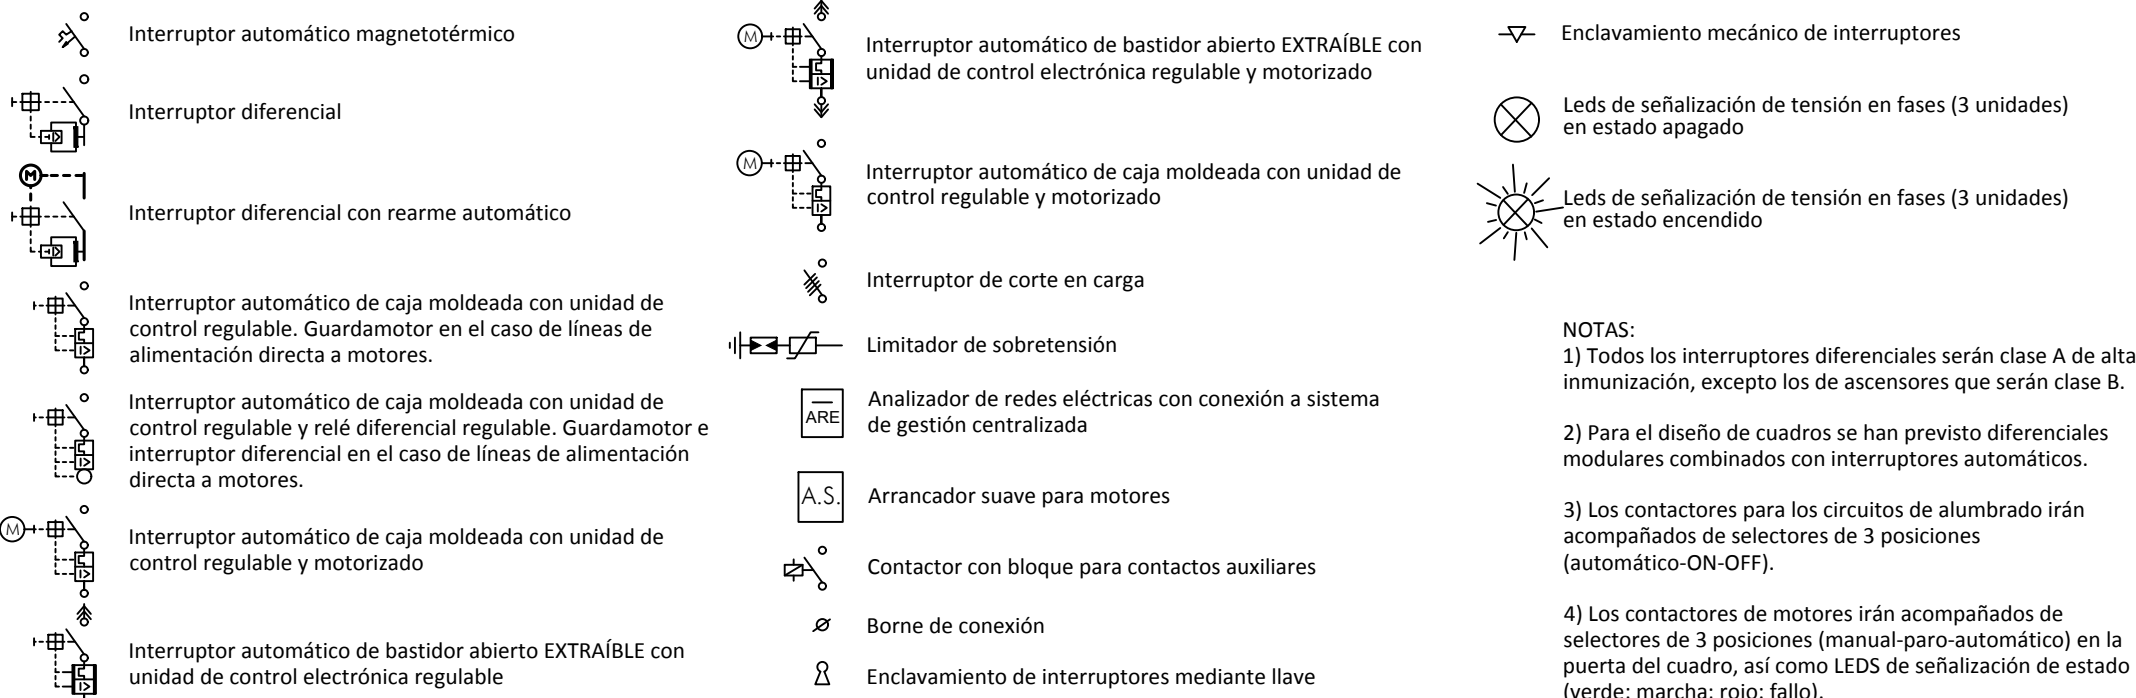 Interruptor automático magnetotérmico
Interruptor diferencial
M
Interruptor diferencial con rearme automático
Interruptor automático de caja moldeada con unidad de
control regulable. Guardamotor en el caso de líneas de
alimentación directa a motores.
Interruptor automático de caja moldeada con unidad de
control regulable y relé diferencial regulable. Guardamotor e
interruptor diferencial en el caso de líneas de alimentación
directa a motores.
M
Interruptor automático de caja moldeada con unidad de
control regulable y motorizado
Interruptor automático de bastidor abierto EXTRAÍBLE con
unidad de control electrónica regulable
M
Interruptor automático de bastidor abierto EXTRAÍBLE con
unidad de control electrónica regulable y motorizado
M
Interruptor automático de caja moldeada con unidad de
control regulable y motorizado
Interruptor de corte en carga
Limitador de sobretensión
ARE
Analizador de redes eléctricas con conexión a sistema
de gestión centralizada
A.S.
Arrancador suave para motores
Contactor con bloque para contactos auxiliares
Borne de conexión
Enclavamiento de interruptores mediante llave
Enclavamiento mecánico de interruptores
Leds de señalización de tensión en fases (3 unidades)
en estado apagado
Leds de señalización de tensión en fases (3 unidades)
en estado encendido
NOTAS:
1) Todos los interruptores diferenciales serán clase A de alta
inmunización, excepto los de ascensores que serán clase B.
2) Para el diseño de cuadros se han previsto diferenciales
modulares combinados con interruptores automáticos.
3) Los contactores para los circuitos de alumbrado irán
acompañados de selectores de 3 posiciones
(automático-ON-OFF).
4) Los contactores de motores irán acompañados de
selectores de 3 posiciones (manual-paro-automático) en la
puerta del cuadro, así como LEDS de señalización de estado
(verde: marcha; rojo: fallo).